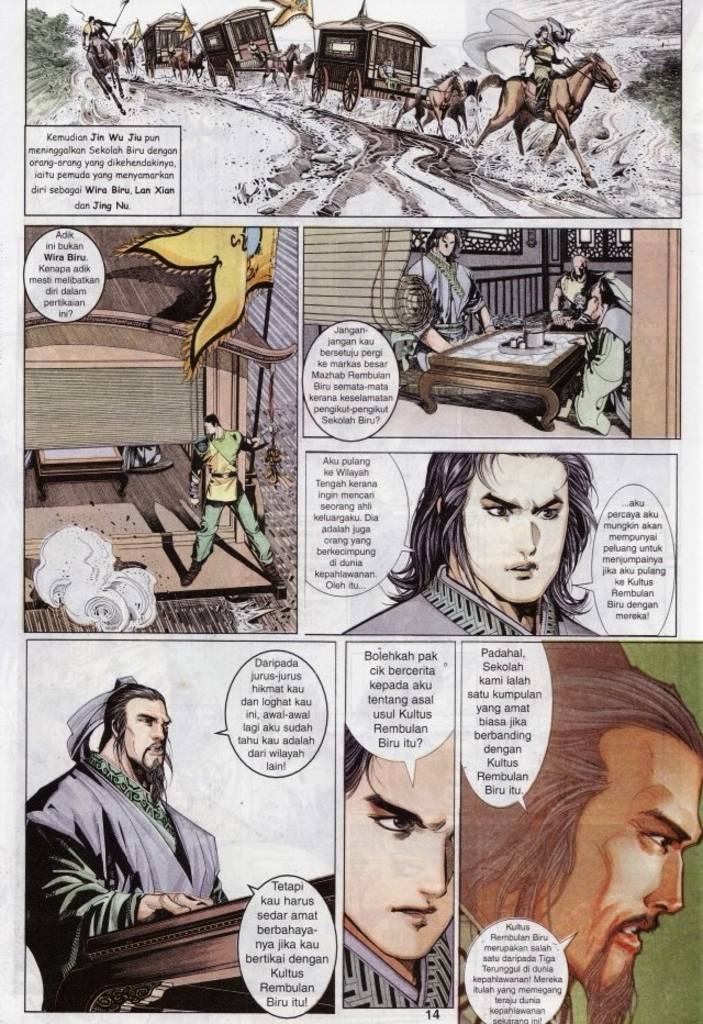 Kemudian Jin Wu Jiu pun
meninggalkan Sekolah Biru dengan
orang-orang yang dikehendakinya,
iaitu pemuda yang menyamarkan
diri sebagai Wira Biru, Lan Xian
dan Jing Nu.
Adik
ini bukan
Wira Biru.
Kenapa adik
mesti melibatkan
diri dalam
pertikaian
ini?
Jangan-
jangan kau
bersetuju pergi
ke markas besar
Mazhab Rembulan
Biru semata-mata
kerana keselamatan
pengikut-pengikut
Sekolah Biru?
Aku pulang
ke Wilayah
Tengah kerana
ingin mencari
seorang ahli
keluargaku. Dia
adalah juga
orang yang
berkecimpung
di dunia
kepahlawanan.
Oleh itu...
...aku
percaya aku
mungkin akan
mempunyai
peluang untuk
menjumpainya
jika aku pulang
ke Kultus
Rembulan
Biru dengan
mereka!
Daripada
jurus-jurus
hikmat kau
dan loghat kau
ini, awal-awal
lagi aku sudah
tahu kau adalah
dari wilayah
lain!
Tetapi
kau harus
sedar amat
berbahaya-
nya jika kau
bertikai dengan
Kultus
Rembulan
Biru itu!
Bolehkah pak
cik bercerita
kepada aku
tentang asal
usul Kultus
Rembulan
Biru itu?
Padahal,
Sekolah
kami ialah
satu kumpulan
yang amat
biasa jika
berbanding
dengan
Kultus
Rembulan
Biru itu.
Kultus
Rembulan Biru
merupakan salah
satu daripada Tiga
Terunggul di dunia
kepahlawanan! Mereka
itulah yang memegang
teraju dunia
kepahlawanan
sekarang ini!
14